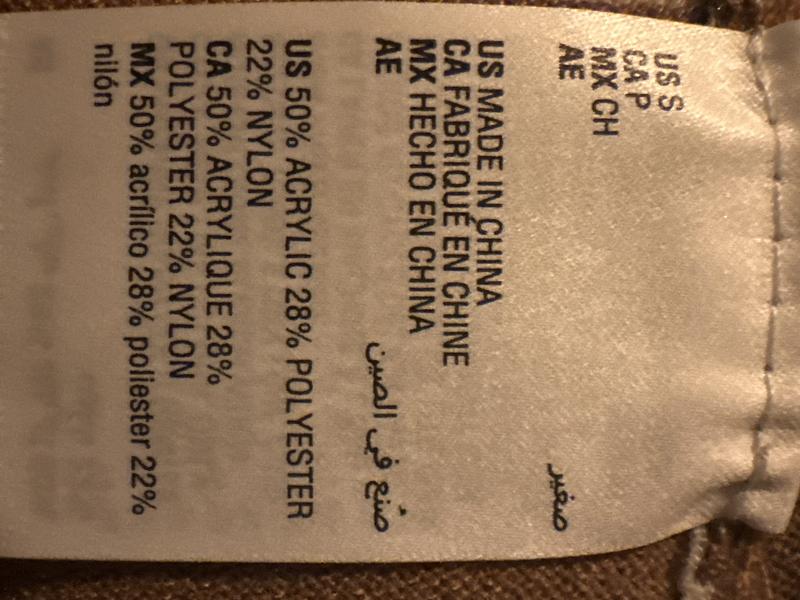 US S
CA P
MX CH
AE صغير
US MADE IN CHINA
CA FABRIQUÉ EN CHINE
MX HECHO EN CHINA
AE صُنع في الصين
US 50% ACRYLIC 28% POLYESTER
22% NYLON
CA 50% ACRYLIQUE 28%
POLYESTER 22% NYLON
MX 50% acrílico 28% poliester 22%
nilón